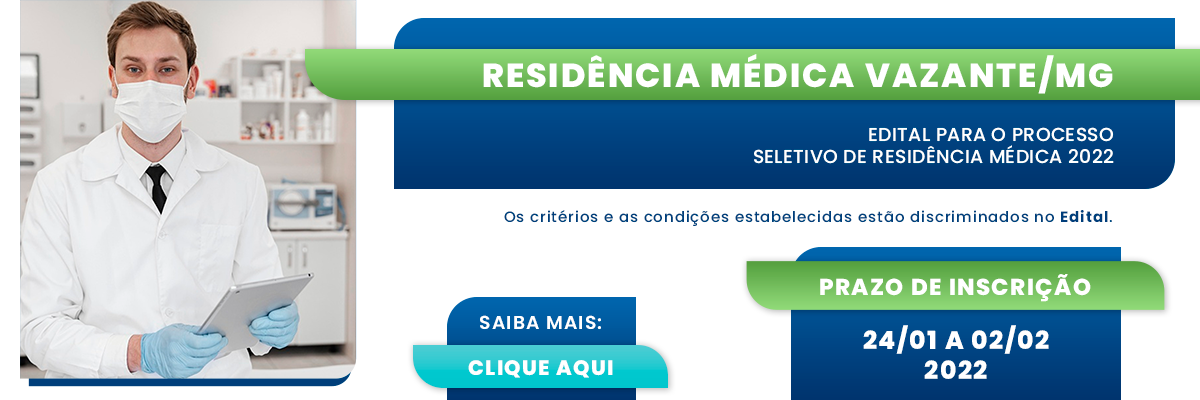 RESIDÊNCIA MÉDICA VAZANTE/MG
EDITAL PARA O PROCESSO
SELETIVO DE RESIDÊNCIA MÉDICA 2022
Os critérios e as condições estabelecidas estão discriminados no Edital.
SAIBA MAIS:
CLIQUE AQUI
PRAZO DE INSCRIÇÃO
24/01 A 02/02
2022